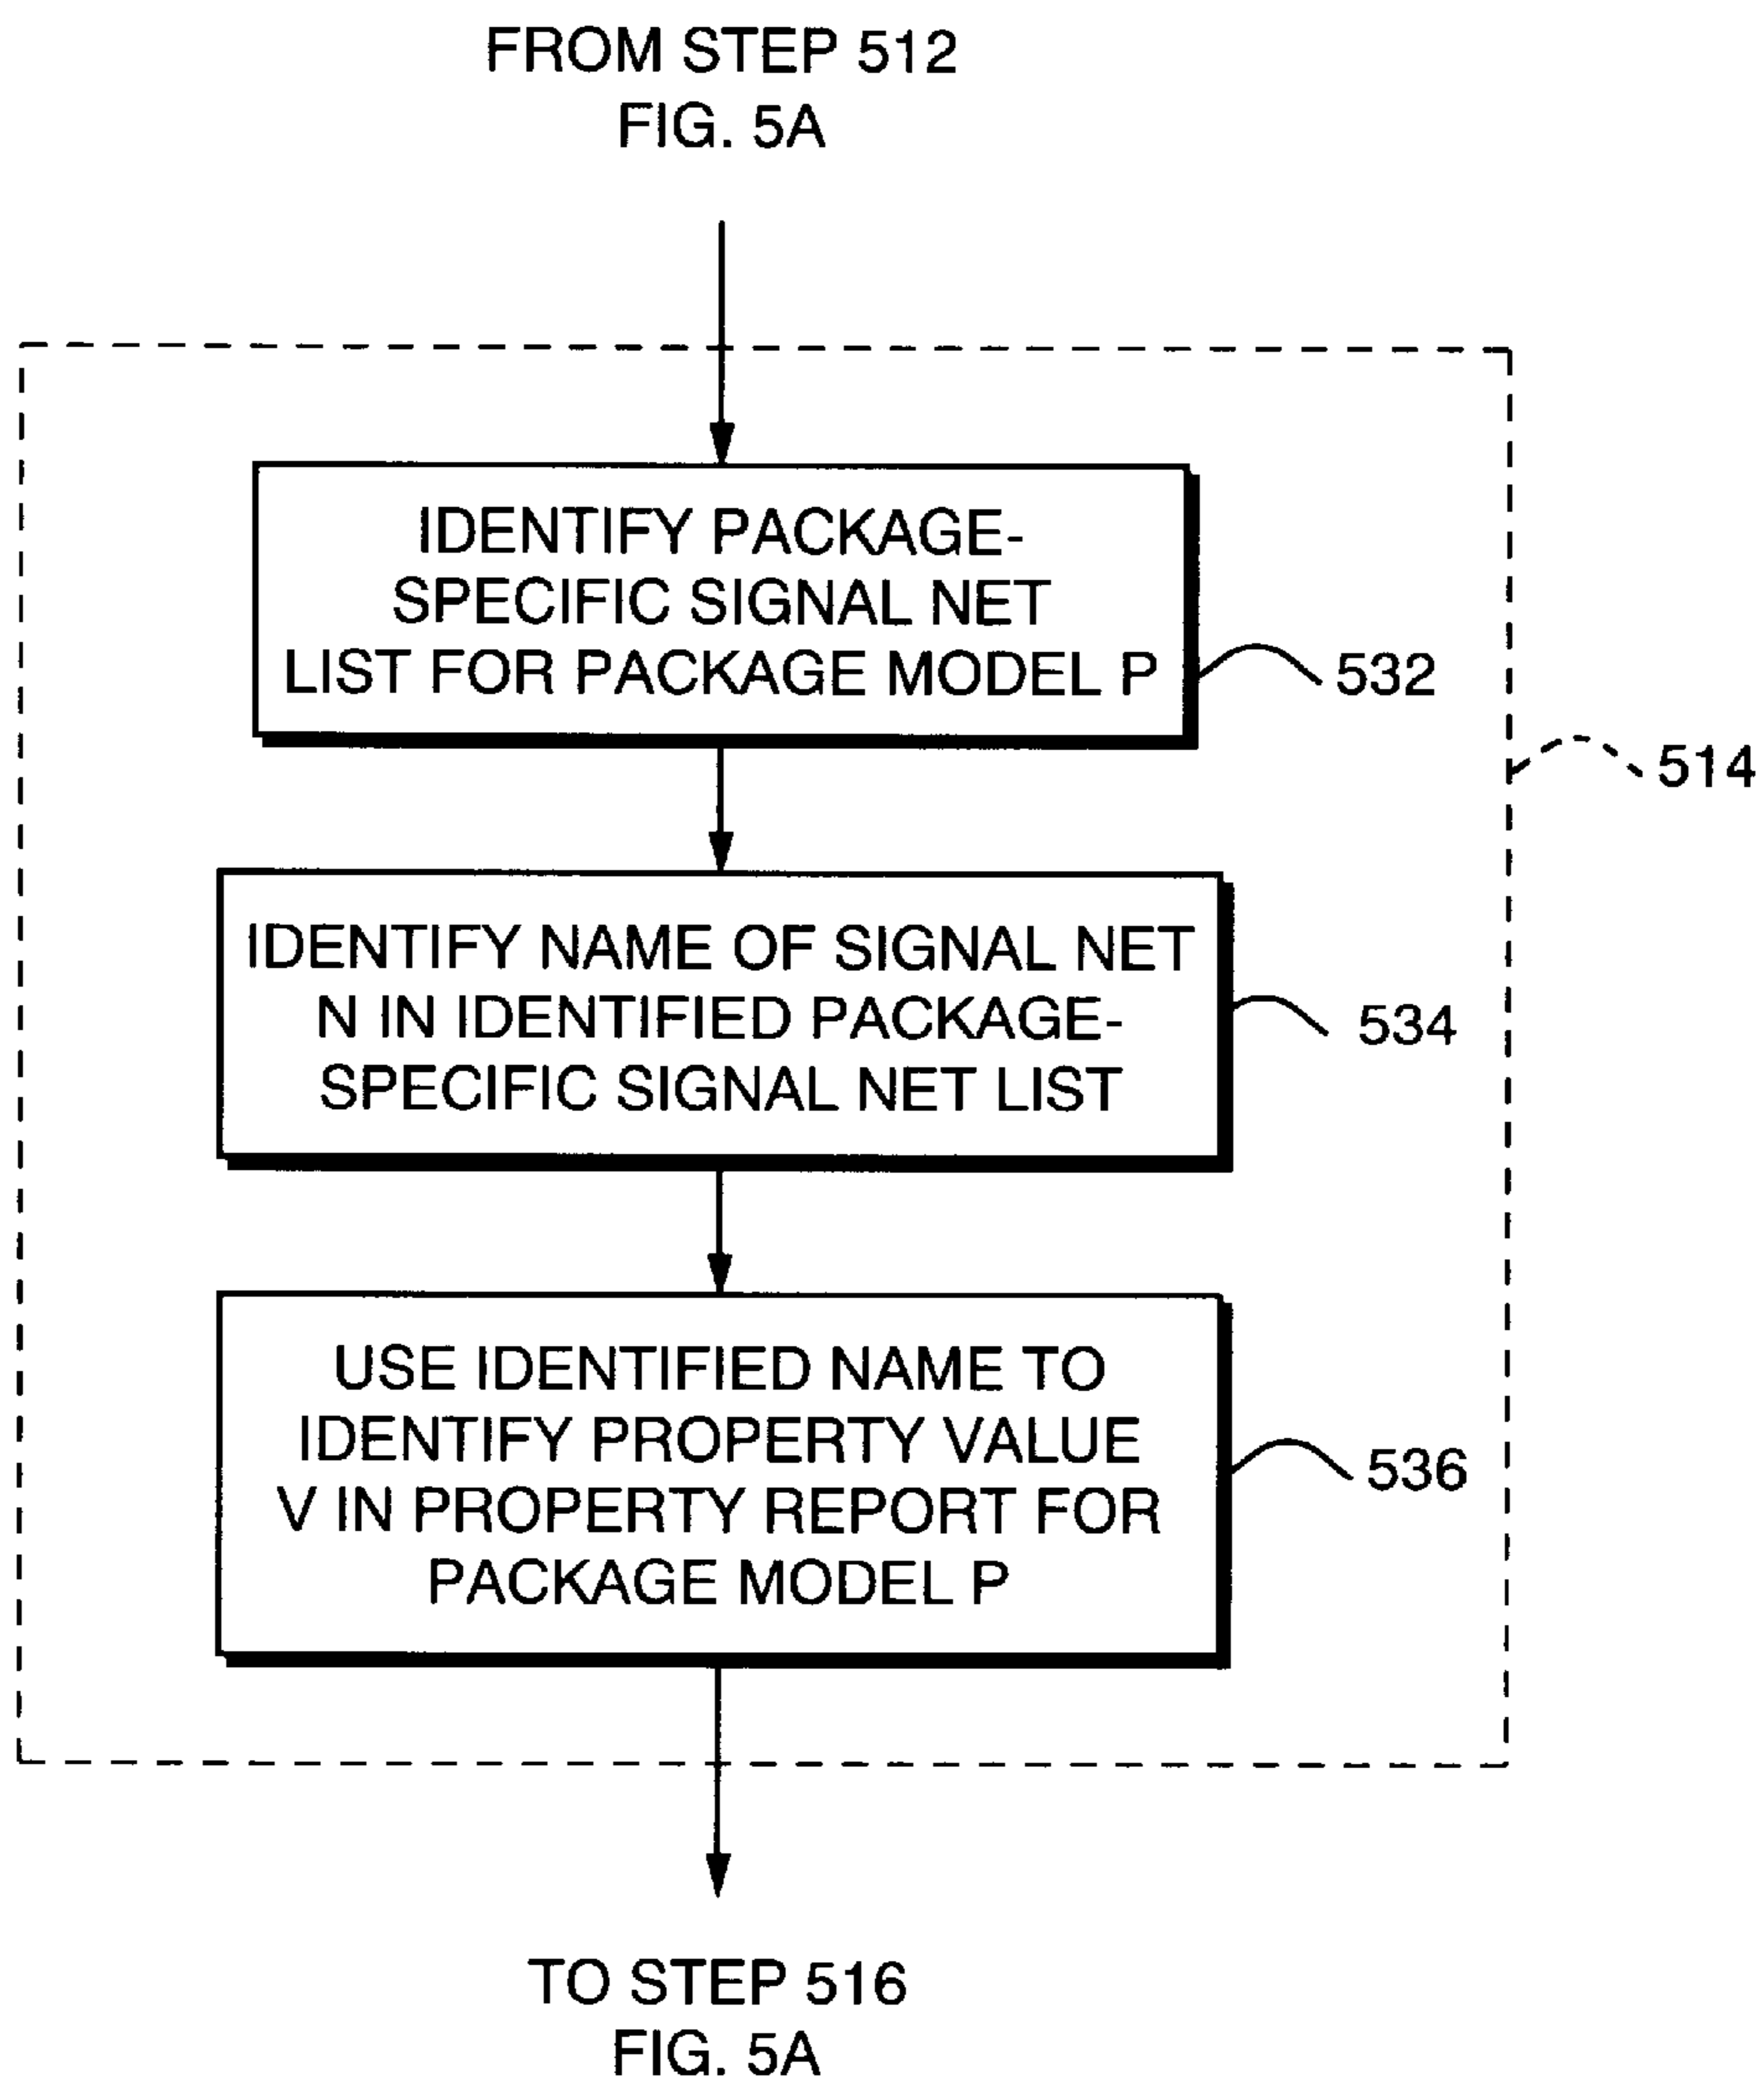 FROM STEP 512
FIG. 5A
IDENTIFY PACKAGE-
SPECIFIC SIGNAL NET
LIST FOR PACKAGE MODEL P
532
514
IDENTIFY NAME OF SIGNAL NET
N IN IDENTIFIED PACKAGE-
SPECIFIC SIGNAL NET LIST
534
USE IDENTIFIED NAME TO
IDENTIFY PROPERTY VALUE
V IN PROPERTY REPORT FOR
PACKAGE MODEL P
536
TO STEP 516
FIG. 5A